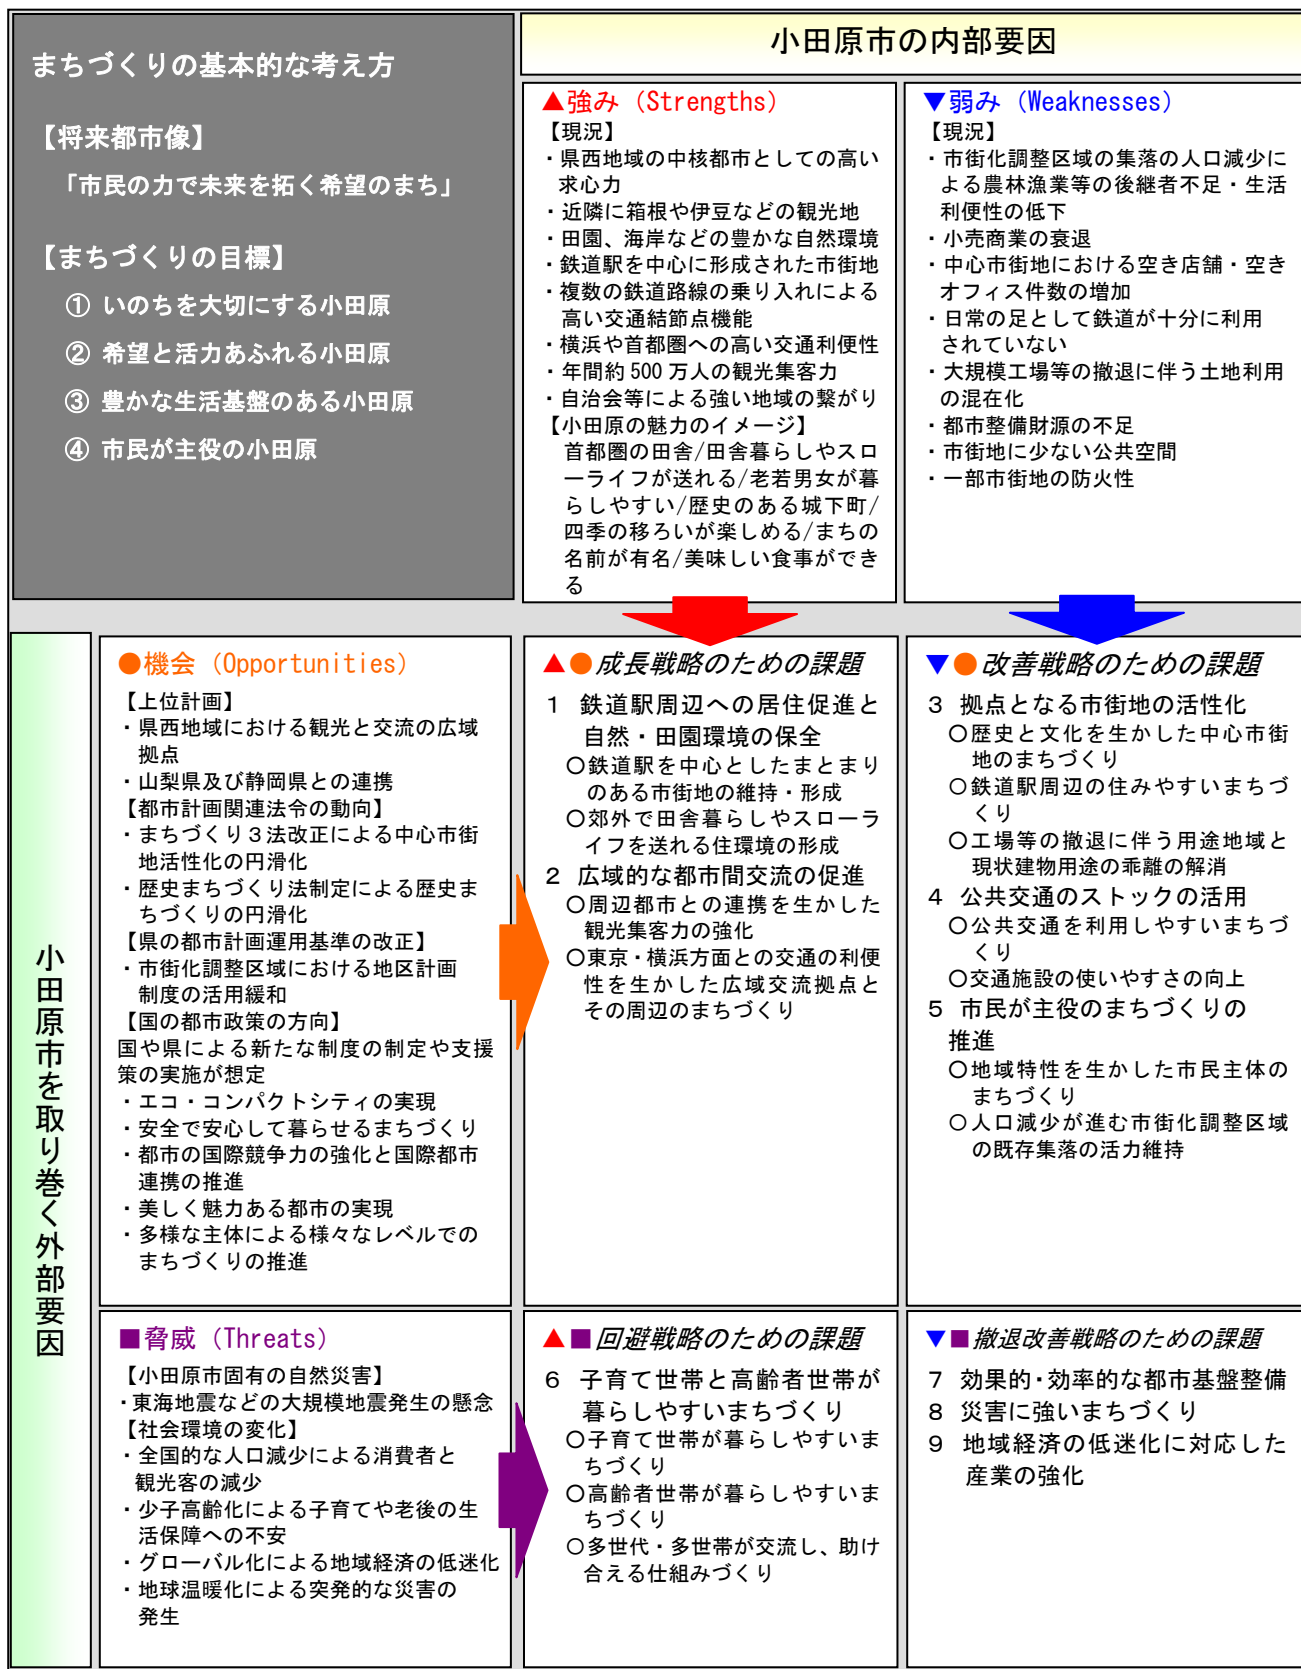 まちづくりの基本的な考え方
【将来都市像】
「市民の力で未来を拓く希望のまち」
【まちづくりの目標】
① いのちを大切にする小田原
② 希望と活力あふれる小田原
③ 豊かな生活基盤のある小田原
④ 市民が主役の小田原
小田原市の内部要因
▲強み（Strengths）
【現況】
・県西地域の中核都市としての高い
求心力
・近隣に箱根や伊豆などの観光地
・田園、海岸などの豊かな自然環境
・鉄道駅を中心に形成された市街地
・複数の鉄道路線の乗り入れによる
高い交通結節点機能
・横浜や首都圏への高い交通利便性
・年間約500万人の観光集客力
・自治会等による強い地域の繋がり
【小田原の魅力のイメージ】
首都圏の田舎/田舎暮らしやスロ
ーライフが送れる/老若男女が暮
らしやすい/歴史のある城下町/
四季の移ろいが楽しめる/まちの
名前が有名/美味しい食事ができ
る
▼弱み（Weaknesses）
【現況】
・市街化調整区域の集落の人口減少に
よる農林漁業等の後継者不足・生活
利便性の低下
・小売商業の衰退
・中心市街地における空き店舗・空き
オフィス件数の増加
・日常の足として鉄道が十分に利用
されていない
・大規模工場等の撤退に伴う土地利用
の混在化
・都市整備財源の不足
・市街地に少ない公共空間
・一部市街地の防火性
小田原市を取り巻く外部要因
●機会（Opportunities）
【上位計画】
・県西地域における観光と交流の広域
拠点
・山梨県及び静岡県との連携
【都市計画関連法令の動向】
・まちづくり３法改正による中心市街
地活性化の円滑化
・歴史まちづくり法制定による歴史ま
ちづくりの円滑化
【県の都市計画運用基準の改正】
・市街化調整区域における地区計画
制度の活用緩和
【国の都市政策の方向】
国や県による新たな制度の制定や支援
策の実施が想定
・エコ・コンパクトシティの実現
・安全で安心して暮らせるまちづくり
・都市の国際競争力の強化と国際都市
連携の推進
・美しく魅力ある都市の実現
・多様な主体による様々なレベルでの
まちづくりの推進
▲●成長戦略のための課題
１ 鉄道駅周辺への居住促進と
自然・田園環境の保全
○鉄道駅を中心としたまとまり
のある市街地の維持・形成
○郊外で田舎暮らしやスローラ
イフを送れる住環境の形成
２ 広域的な都市間交流の促進
○周辺都市との連携を生かした
観光集客力の強化
○東京・横浜方面との交通の利便
性を生かした広域交流拠点と
その周辺のまちづくり
▼●改善戦略のための課題
３ 拠点となる市街地の活性化
○歴史と文化を生かした中心市街
地のまちづくり
○鉄道駅周辺の住みやすいまちづ
くり
○工場等の撤退に伴う用途地域と
現状建物用途の乖離の解消
４ 公共交通のストックの活用
○公共交通を利用しやすいまちづ
くり
○交通施設の使いやすさの向上
５ 市民が主役のまちづくりの
推進
○地域特性を生かした市民主体の
まちづくり
○人口減少が進む市街化調整区域
の既存集落の活力維持
■脅威（Threats）
【小田原市固有の自然災害】
・東海地震などの大規模地震発生の懸念
【社会環境の変化】
・全国的な人口減少による消費者と
観光客の減少
・少子高齢化による子育てや老後の生
活保障への不安
・グローバル化による地域経済の低迷化
・地球温暖化による突発的な災害の
発生
▲■回避戦略のための課題
６ 子育て世帯と高齢者世帯が
暮らしやすいまちづくり
○子育て世帯が暮らしやすいま
ちづくり
○高齢者世帯が暮らしやすいま
ちづくり
○多世代・多世帯が交流し、助け
合える仕組みづくり
▼■撤退改善戦略のための課題
７ 効果的・効率的な都市基盤整備
８ 災害に強いまちづくり
９ 地域経済の低迷化に対応した
産業の強化